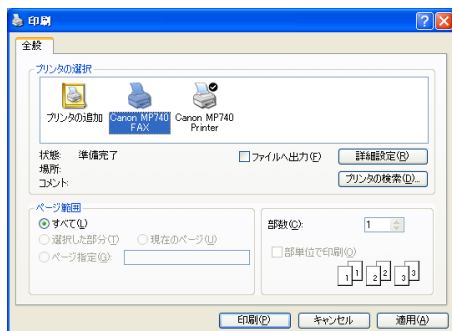 印刷
全般
プリンタの選択
プリンタの追加 Canon MP740 FAX Canon MP740 Printer
状態: 準備完了
場所:
コメント:
ファイルへ出力(F)
詳細設定(R)
プリンタの検索(D)...
ページ範囲
すべて(L)
選択した部分(T) 現在のページ(U)
ページ指定(G):
部数(C): 1
部単位で印刷(O)
1 1 2 2 3 3
印刷(P) キャンセル 適用(A)